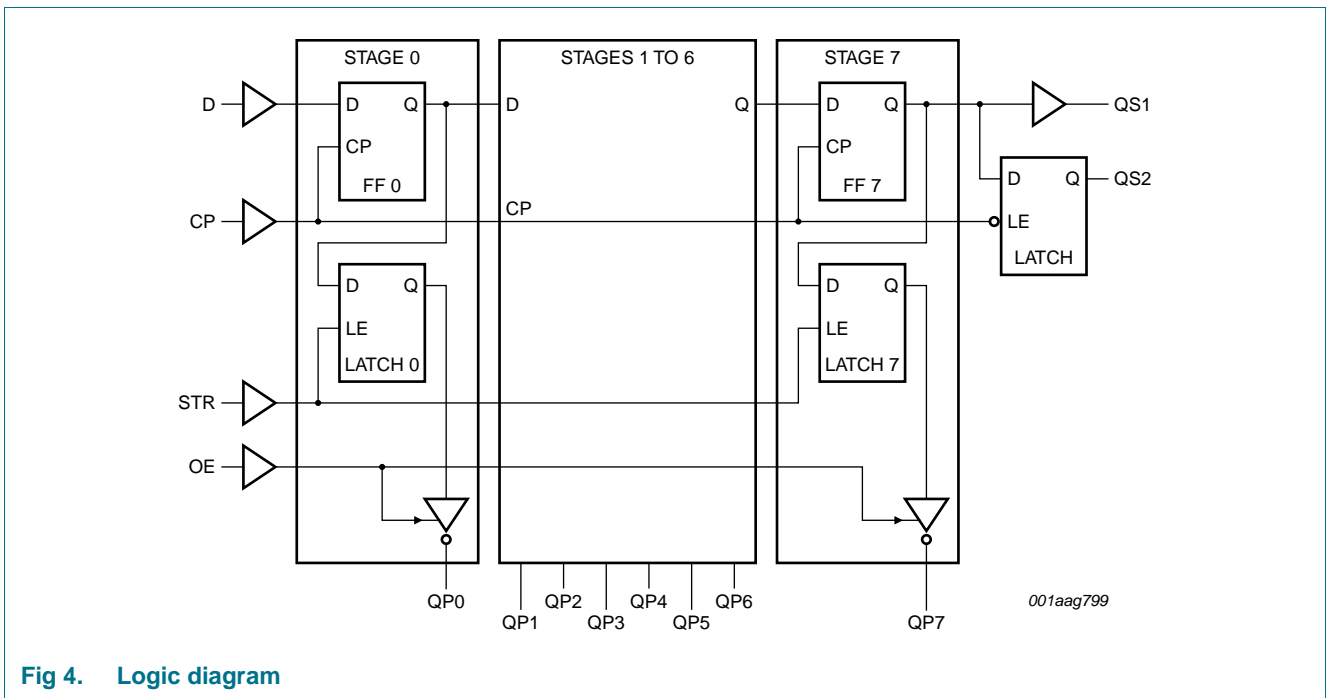 STAGE 0
STAGES 1 TO 6
STAGE 7
D
D Q
D Q
D Q
QS1
CP
CP
FF 0
FF 7
D Q
QS2
CP
CP
LE
LATCH
D Q
D Q
LE
LE
LATCH 0
LATCH 7
STR
OE
QP0
QP2
QP4
QP6
QP1
QP3
QP5
QP7
001aag799
Fig 4. Logic diagram